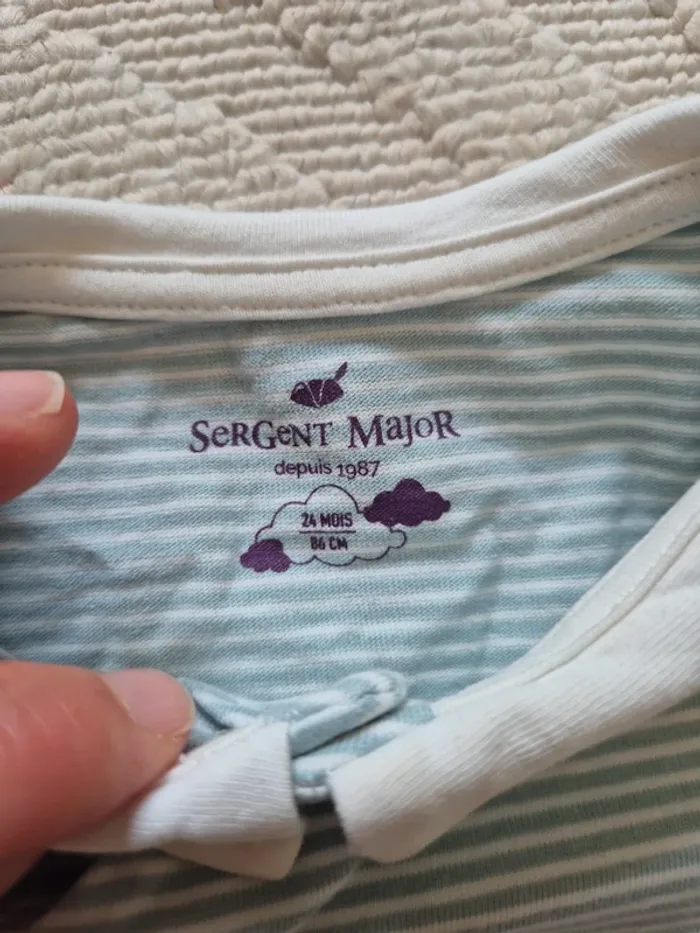 SerGent Major
depuis 1987
24 MOIS
86 CM